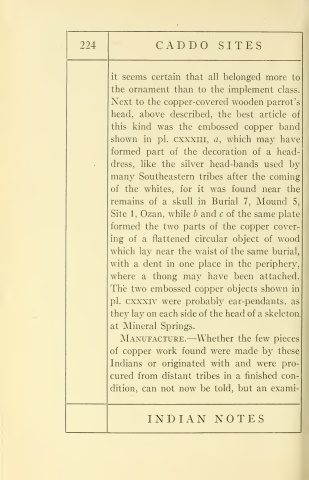 224
CADDO SITES
it seems certain that all belonged more to
the ornament than to the implement class.
Next to the copper-covered wooden parrot's
head, above described, the best article of
this kind was the embossed copper band
shown in pl. CXXXIII, a, which may have
formed part of the decoration of a head-
dress, like the silver head-bands used by
many Southeastern tribes after the coming
of the whites, for it was found near the
remains of a skull in Burial 7, Mound 5,
Site 1, Ozan, while b and c of the same plate
formed the two parts of the copper cover-
ing of a flattened circular object of wood
which lay near the waist of the same burial,
with a dent in one place in the periphery,
where a thong may have been attached.
The two embossed copper objects shown in
pl. CXXXIV were probably ear-pendants, as
they lay on each side of the head of a skeleton
at Mineral Springs.
MANUFACTURE.—Whether the few pieces
of copper work found were made by these
Indians or originated with and were pro-
cured from distant tribes in a finished con-
dition, can not now be told, but an exami-
INDIAN NOTES